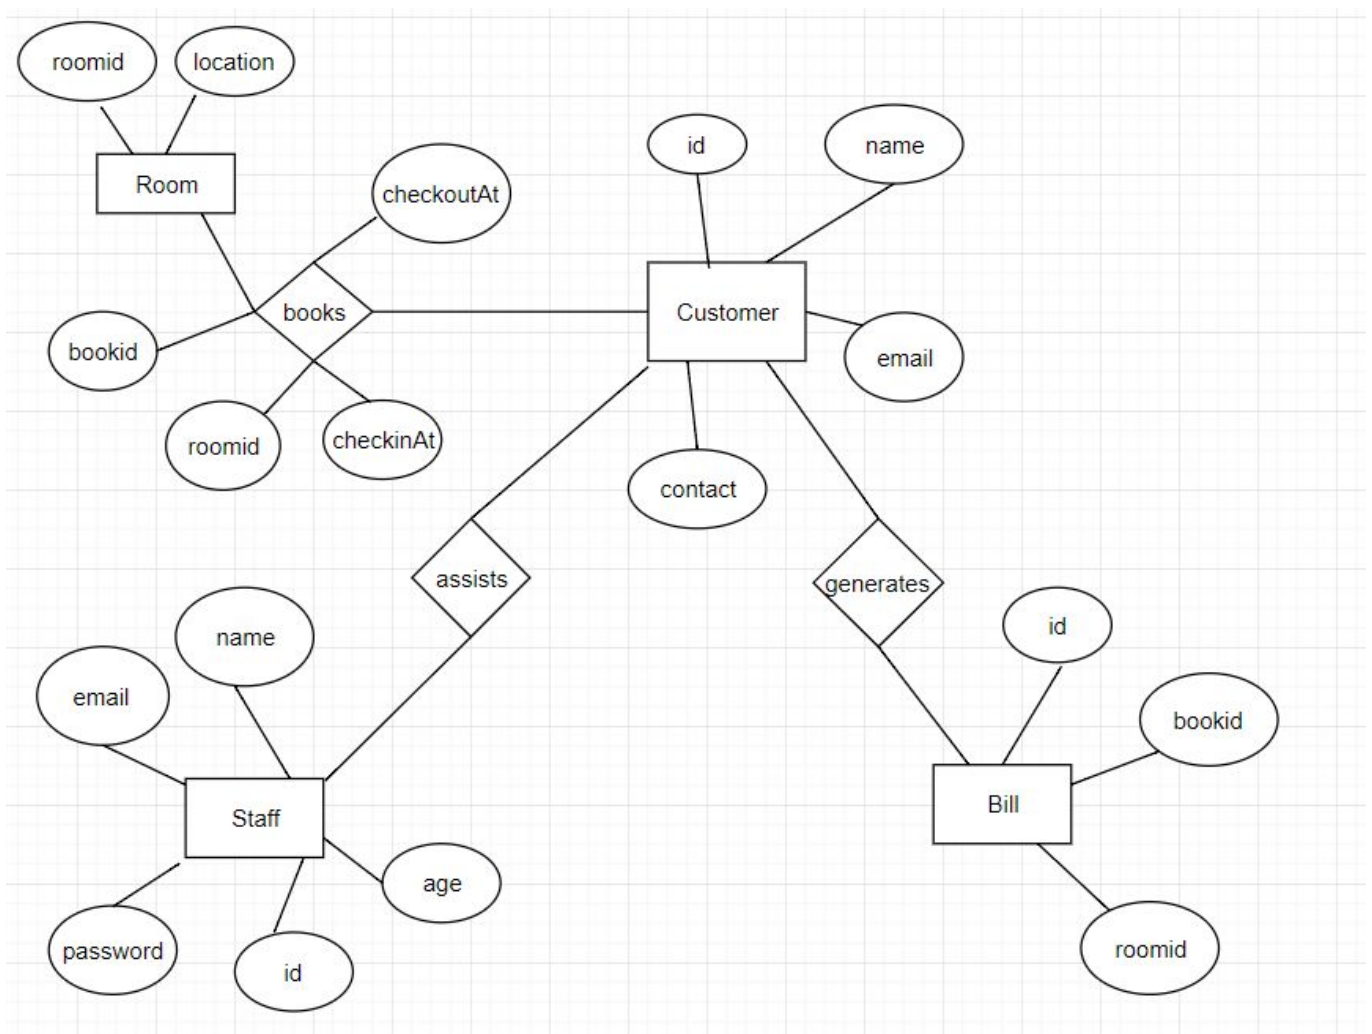 roomid
location
Room
checkoutAt
id
name
books
Customer
bookid
email
roomid
checkinAt
contact
assists
generates
name
id
email
bookid
Staff
Bill
age
password
id
roomid